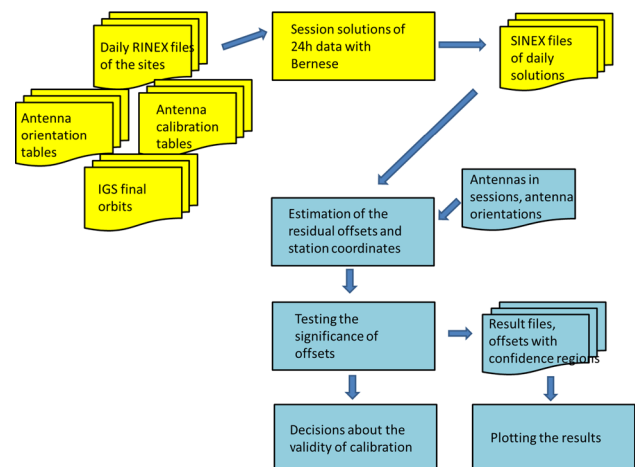 Daily RINEX files
of the sites
Session solutions of
24h data with
Bernese
SINEX files
of daily
solutions
Antenna
orientation
tables
Antenna
calibration
tables
IGS final
orbits
Estimation of the
residual offsets and
station coordinates
Antennas in
sessions, antenna
orientations
Testing the
significance of
offsets
Result files,
offsets with
confidence regions
Decisions about the
validity of calibration
Plotting the results